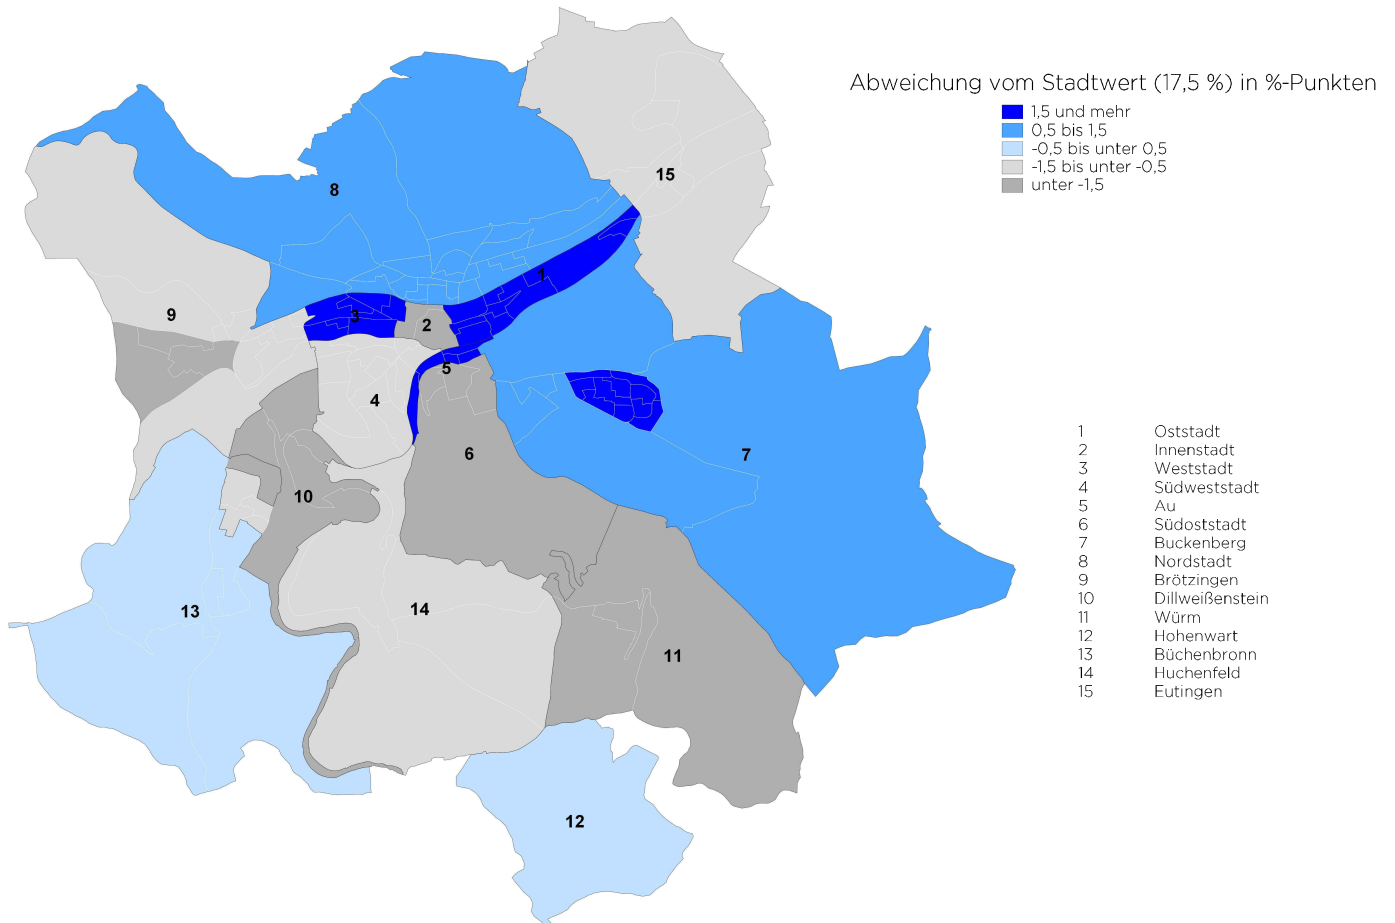 Abweichung vom Stadtwert (17,5 %) in %-Punkten
1,5 und mehr
0,5 bis 1,5
-0,5 bis unter 0,5
-1,5 bis unter -0,5
unter -1,5
15
8
1
9
3
2
5
4
6
7
10
13
14
11
12
1 Oststadt
2 Innenstadt
3 Weststadt
4 Südweststadt
5 Au
6 Südoststadt
7 Buckenberg
8 Nordstadt
9 Brötzingen
10 Dillweißenstein
11 Würm
12 Hohenwart
13 Büchenbronn
14 Huchenfeld
15 Eutingen